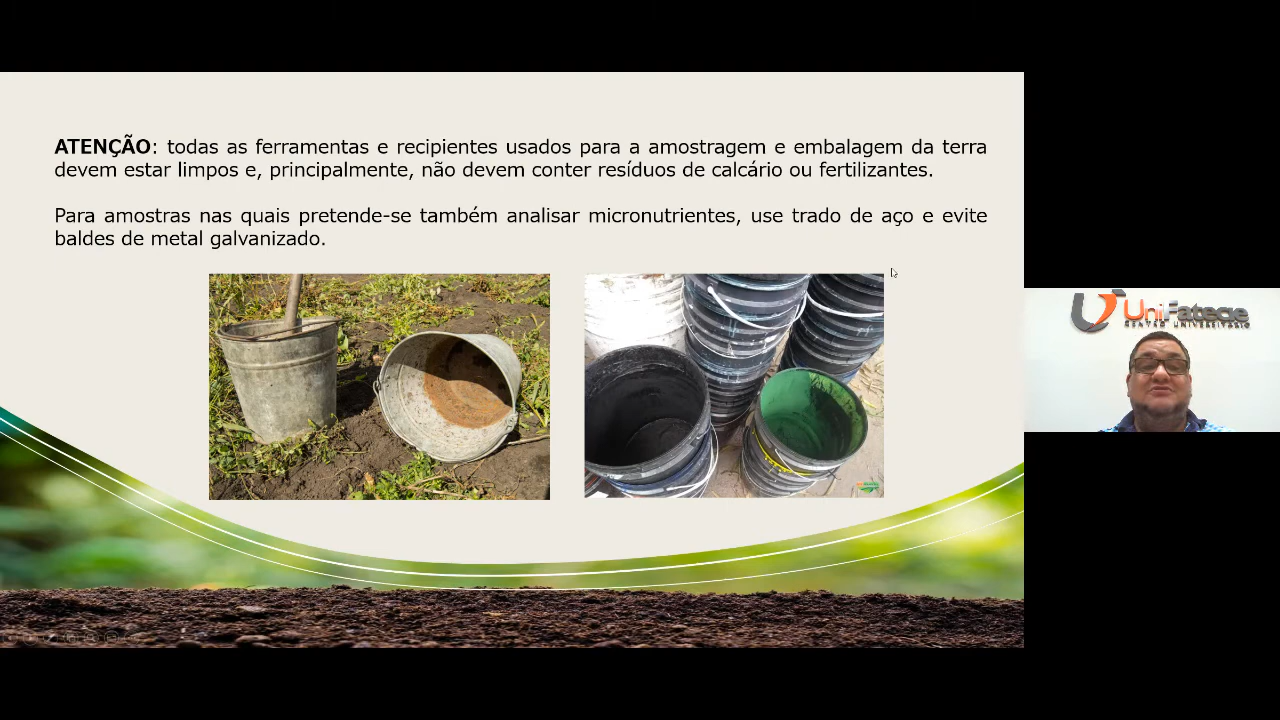 ATENÇÃO: todas as ferramentas e recipientes usados para a amostragem e embalagem da terra
devem estar limpos e, principalmente, não devem conter resíduos de calcário ou fertilizantes.
Para amostras nas quais pretende-se também analisar micronutrientes, use trado de aço e evite
baldes de metal galvanizado.
UniFatecie
CENTRO UNIVERSITÁRIO